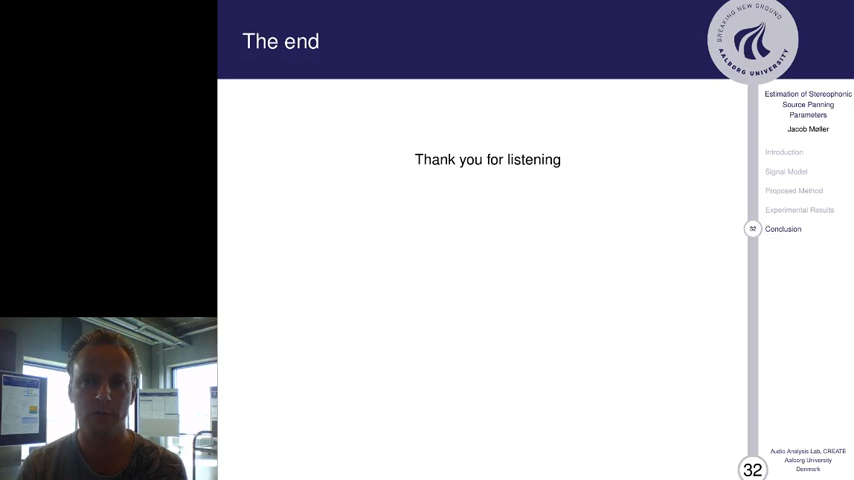 The end
BREAKING NEW GROUND
AALBORG UNIVERSITY
Estimation of Stereophonic
Source Panning
Parameters
Jacob Møller
Thank you for listening
Introduction
Signal Model
Proposed Method
Experimental Results
32
Conclusion
Audio Analysis Lab, CREATE
Aalborg University
Denmark
32